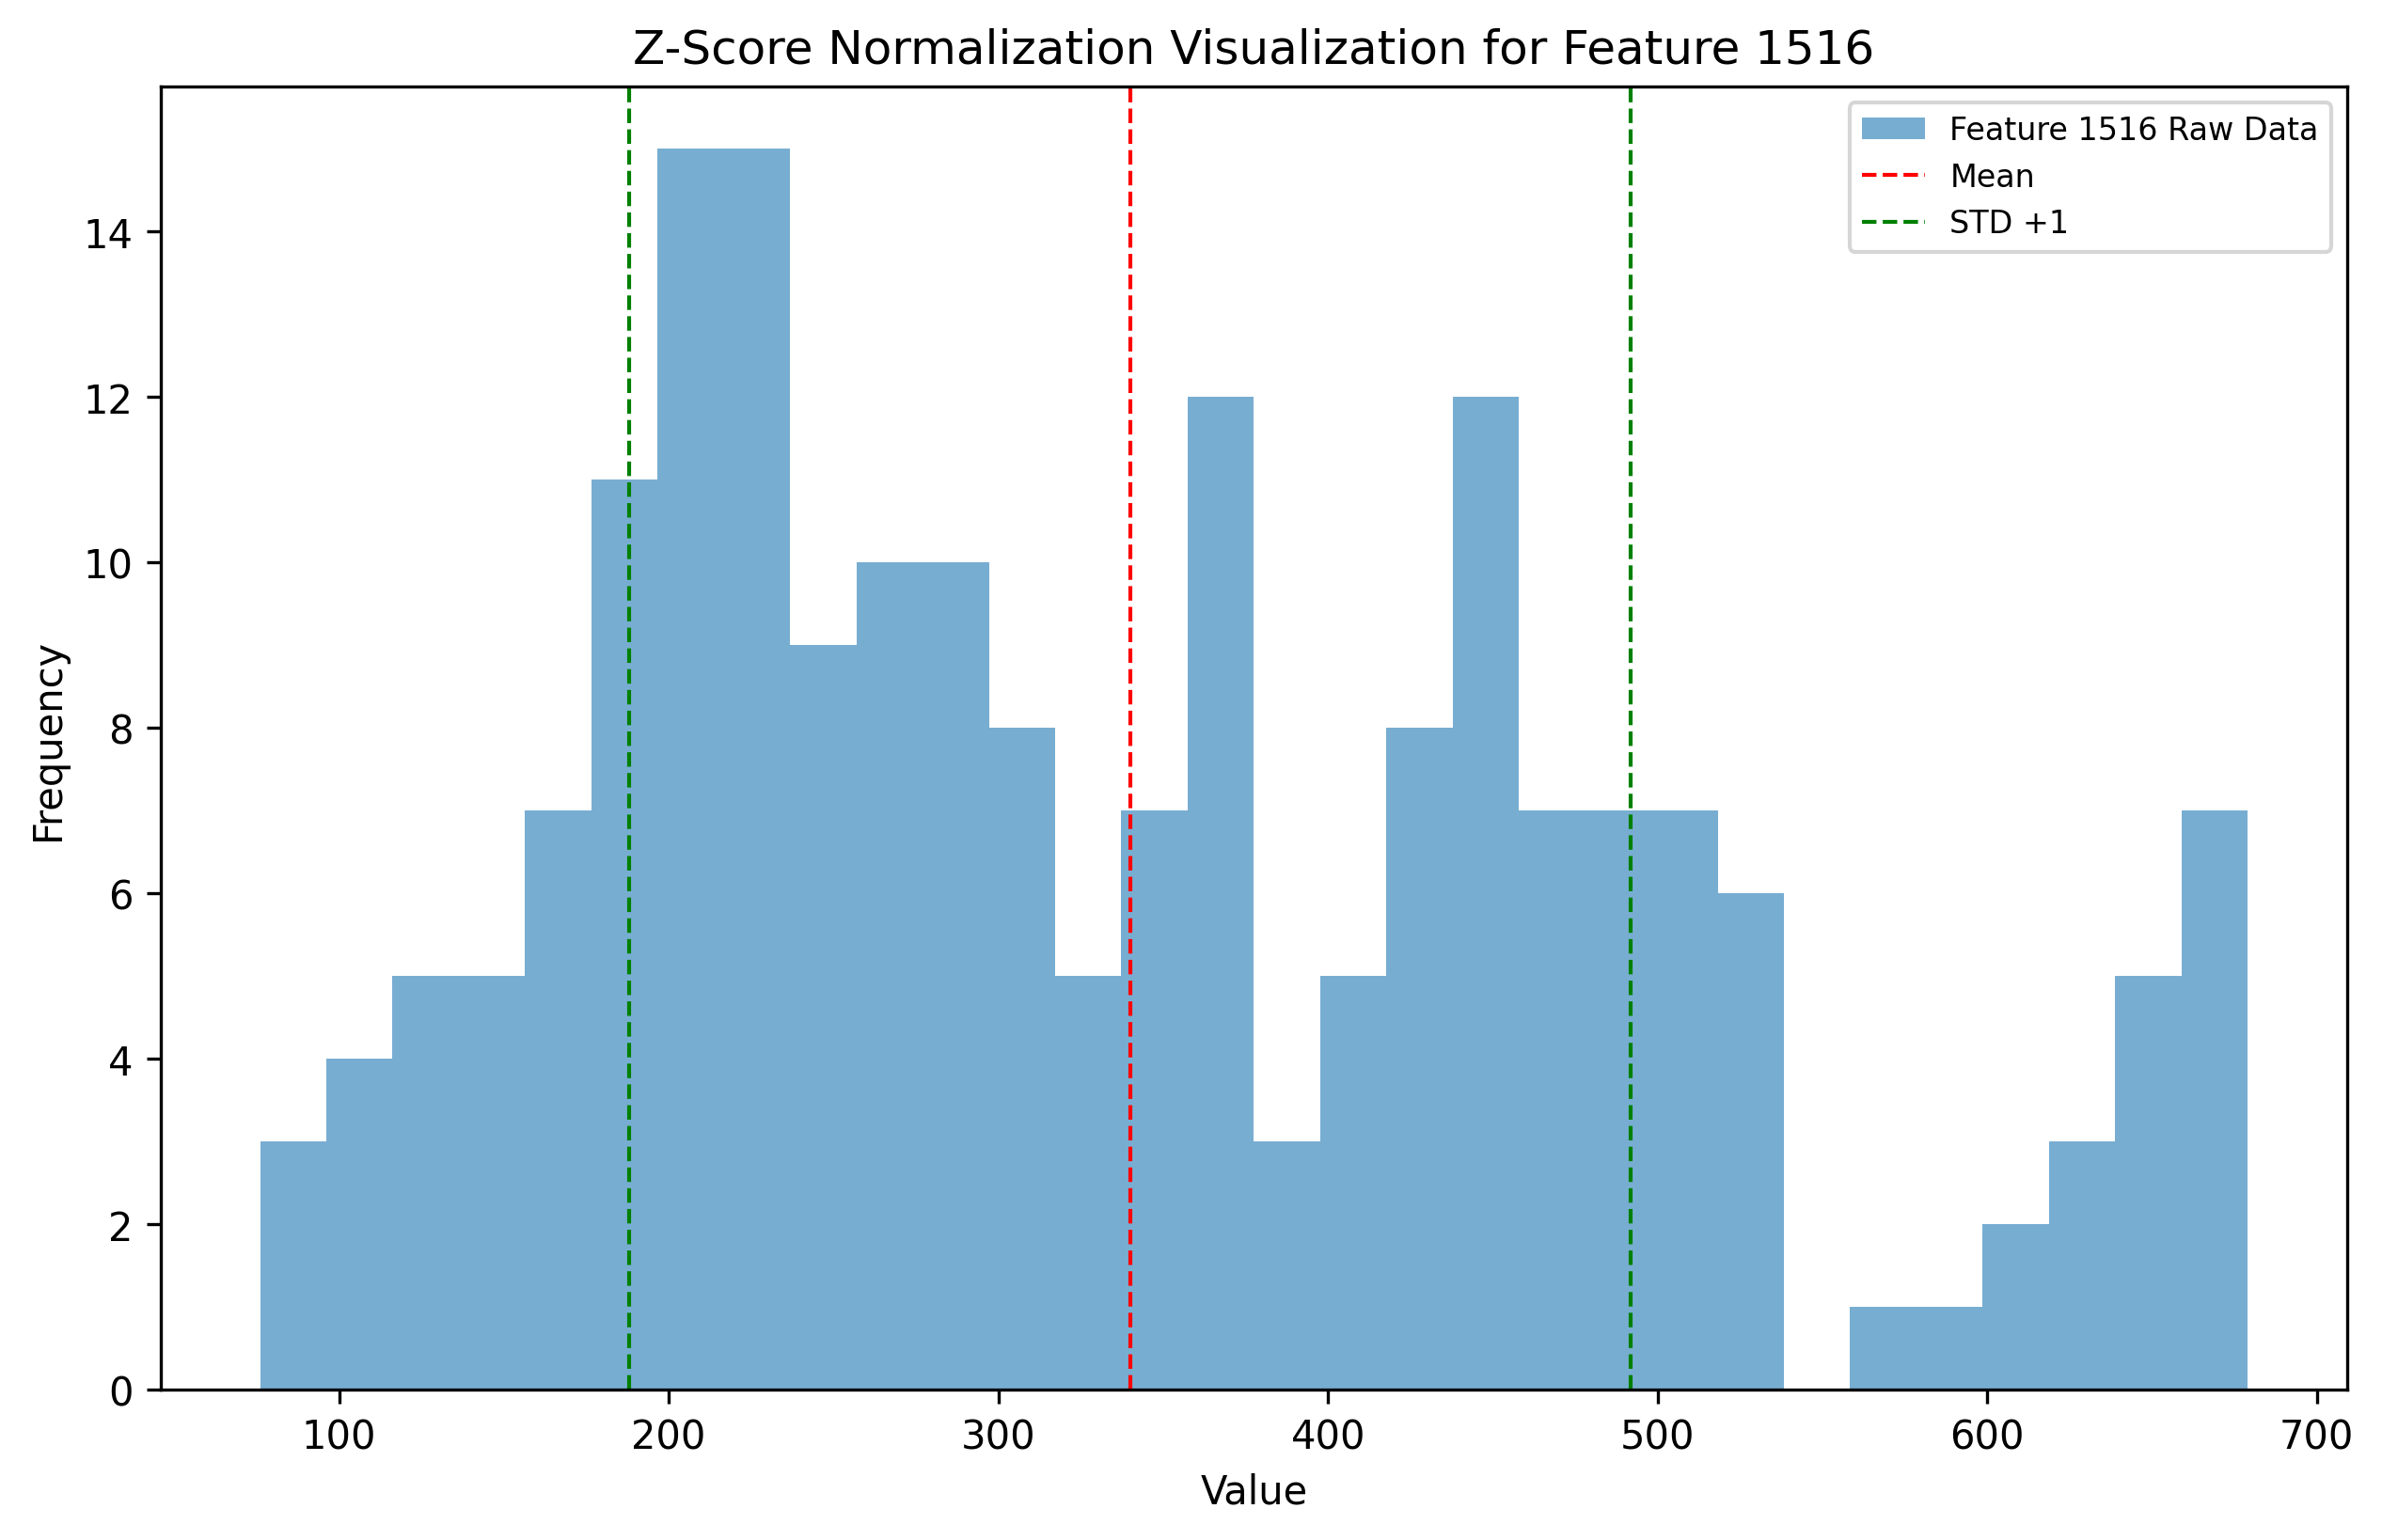 Z-Score Normalization Visualization for Feature 1516
Feature 1516 Raw Data
Mean
STD +1
14
12
10
8
6
4
2
0
Frequency
100 200 300 400 500 600 700
Value